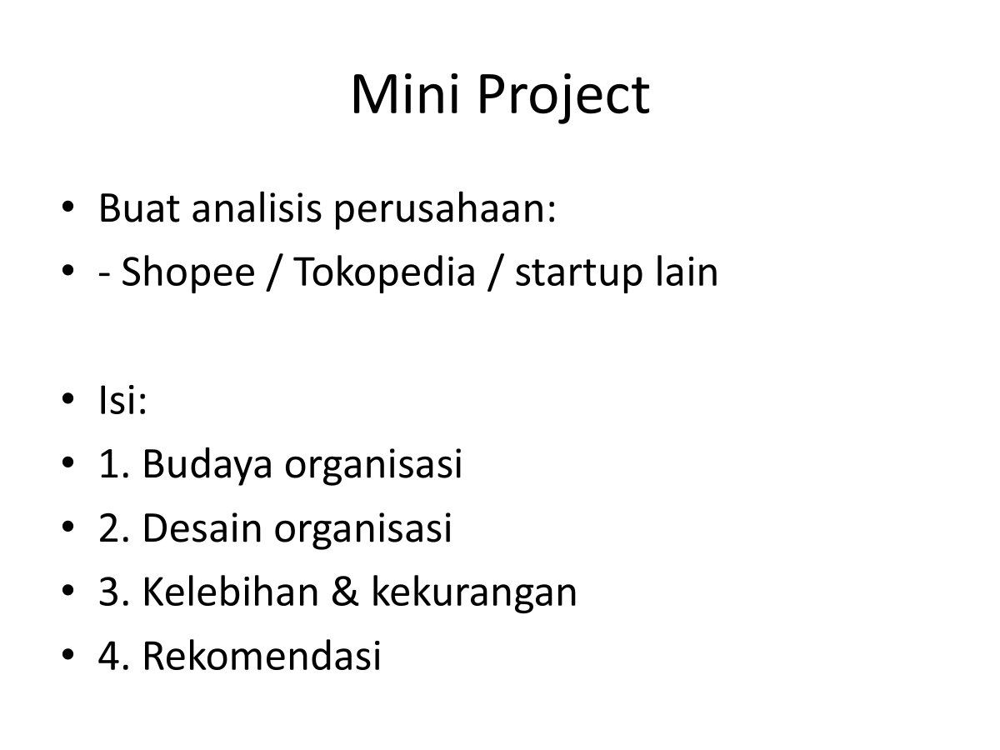 Mini Project
• Buat analisis perusahaan:
• - Shopee / Tokopedia / startup lain
• Isi:
• 1. Budaya organisasi
• 2. Desain organisasi
• 3. Kelebihan & kekurangan
• 4. Rekomendasi